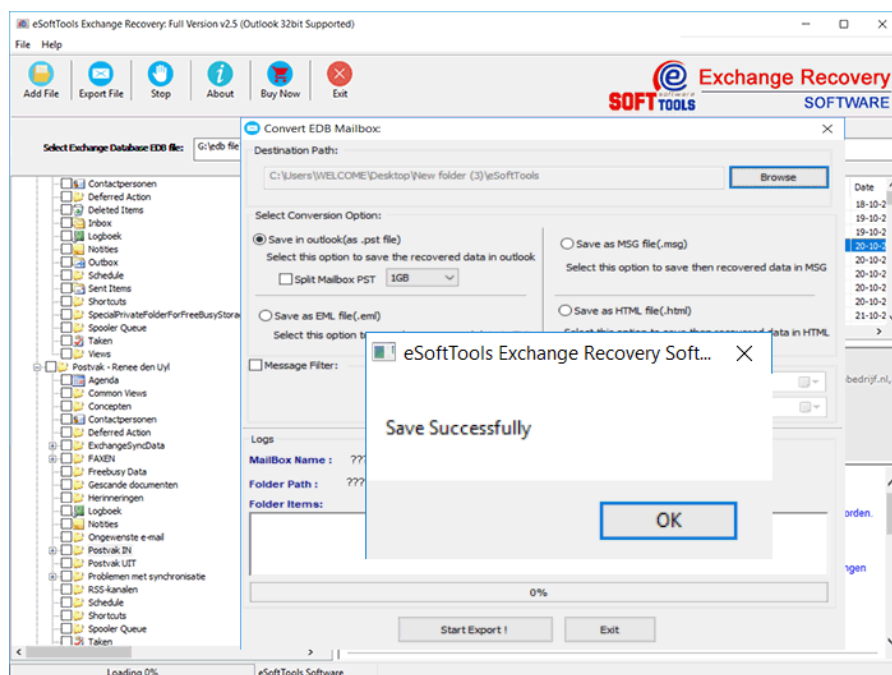 eSoftTools Exchange Recovery: Full Version v2.5 (Outlook 32bit Supported)
File Help
Add File
Export File
Stop
About
Buy Now
Exit
SOFT TOOLS
software
Exchange Recovery
SOFTWARE
Select Exchange Database EDB file:
G:\edb file
Contactpersonen
Deferred Action
Deleted Items
Inbox
Logboek
Notities
Outbox
Schedule
Sent Items
Shortcuts
SpecialPrivateFolderForFreeBusyStora
Spooler Queue
Taken
Views
Postvak - Renee den Uyl
Agenda
Common Views
Concepten
Contactpersonen
Deferred Action
ExchangeSyncData
FAXEN
Freebusy Data
Gescande documenten
Herinneringen
Logboek
Notities
Ongewenste e-mail
Postvak IN
Postvak UIT
Problemen met synchronisatie
RSS-kanalen
Schedule
Shortcuts
Spooler Queue
Taken
Convert EDB Mailbox:
Destination Path:
C:\Users\WELCOME\Desktop\New folder (3)\eSoftTools
Browse
Select Conversion Option:
Save in outlook(as .pst file)
Select this option to save the recovered data in outlook
Split Mailbox PST
1GB
Save as MSG file(.msg)
Select this option to save then recovered data in MSG
Save as EML file(.eml)
Select this option t
Save as HTML file(.html)
data in HTML
Message Filter:
Logs
MailBox Name : ???
Folder Path : ???
Folder Items:
0%
Start Export !
Exit
eSoftTools Exchange Recovery Soft...
Save Successfully
OK
Date
18-10-2
19-10-2
19-10-2
20-10-2
20-10-2
20-10-2
20-10-2
20-10-2
21-10-2
bedrijf.nl,
orden.
ngen
Loading 0%
eSoftTools Software